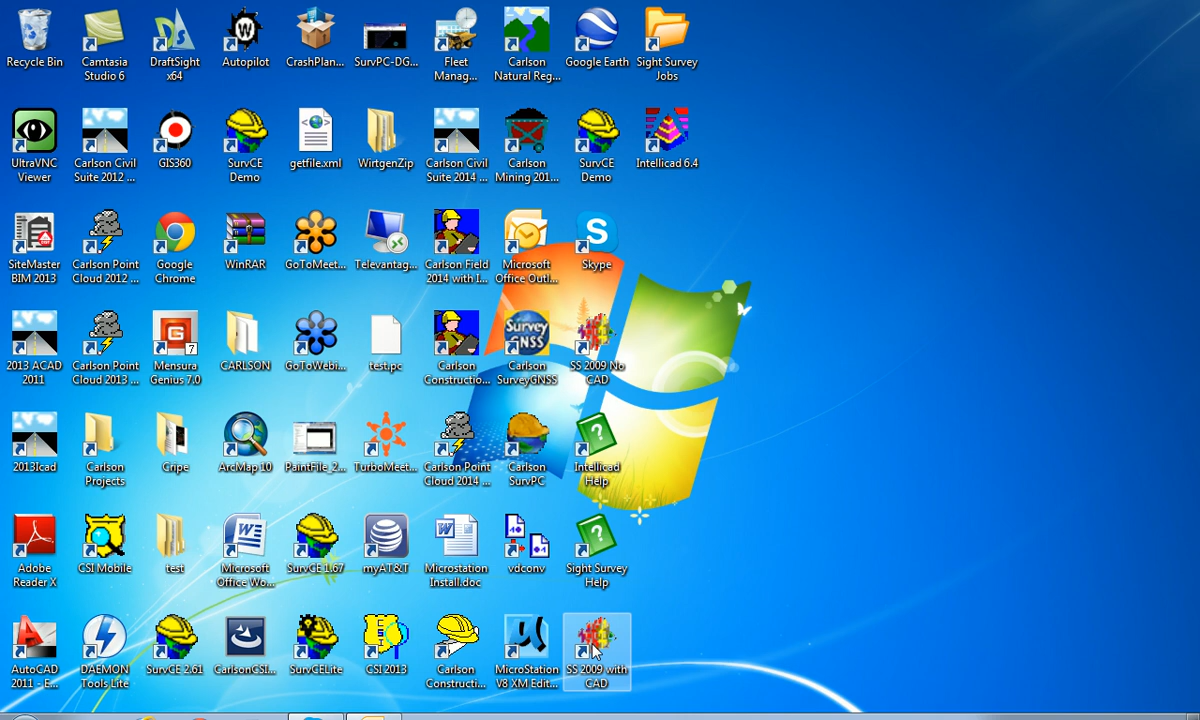 Recycle Bin
Camtasia
Studio 6
DraftSight
x64
Autopilot
CrashPlan...
SurvPC-DG...
Fleet
Manag...
Carlson
Natural Reg...
Google Earth
Sight Survey
Jobs
UltraVNC
Viewer
Carlson Civil
Suite 2012 ...
GIS360
SurvCE
Demo
getfile.xml
WirtgenZip
Carlson Civil
Suite 2014 ...
Carlson
Mining 201...
SurvCE
Demo
Intellicad 6.4
SiteMaster
BIM 2013
Carlson Point
Cloud 2012 ...
Google
Chrome
WinRAR
GoToMeet...
Televantag...
Carlson Field
2014 with I...
Microsoft
Office Outl...
Skype
2013 ACAD
2011
Carlson Point
Cloud 2013 ...
Mensura
Genius 7.0
CARLSON
GoToWebi...
test.pc
Carlson
Constructio...
Survey
GNSS
Carlson
SurveyGNSS
SS 2009 No
CAD
2013Icad
Carlson
Projects
Cripe
ArcMap 10
PaintFile_2...
TurboMeet...
Carlson Point
Cloud 2014 ...
Carlson
SurvPC
Intellicad
Help
Adobe
Reader X
CSI Mobile
test
Microsoft
Office Wo...
SurvCE 1.67
myAT&T
Microstation
Install.doc
vdconv
Sight Survey
Help
AutoCAD
2011 - E...
DAEMON
Tools Lite
SurvCE 2.61
CarlsonCSI...
SurvCELite
CSI 2013
Carlson
Constructi...
MicroStation
V8 XM Edit...
SS 2009 with
CAD